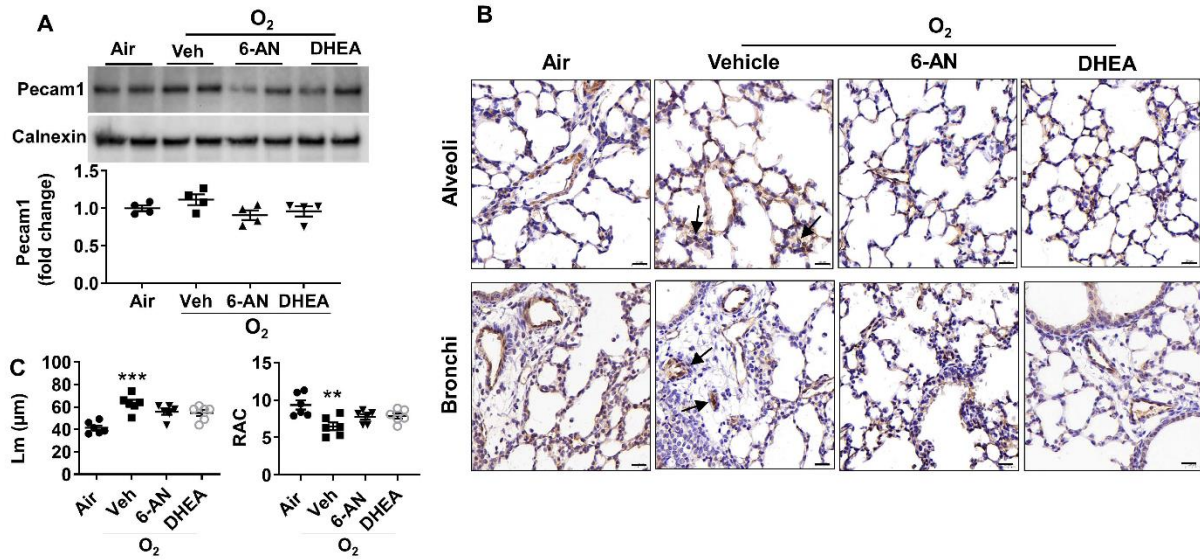 A
O2
Air Veh 6-AN DHEA
Pecam1
Calnexin
Pecam1
(fold change)
1.5
1.0
0.5
0.0
Air Veh 6-AN DHEA
O2
B
O2
Air Vehicle 6-AN DHEA
Alveoli
Bronchi
C
Lm (μm)
100
80
60
40
20
0
***
Air Veh 6-AN DHEA
O2
RAC
15
10
5
0
**
Air Veh 6-AN DHEA
O2